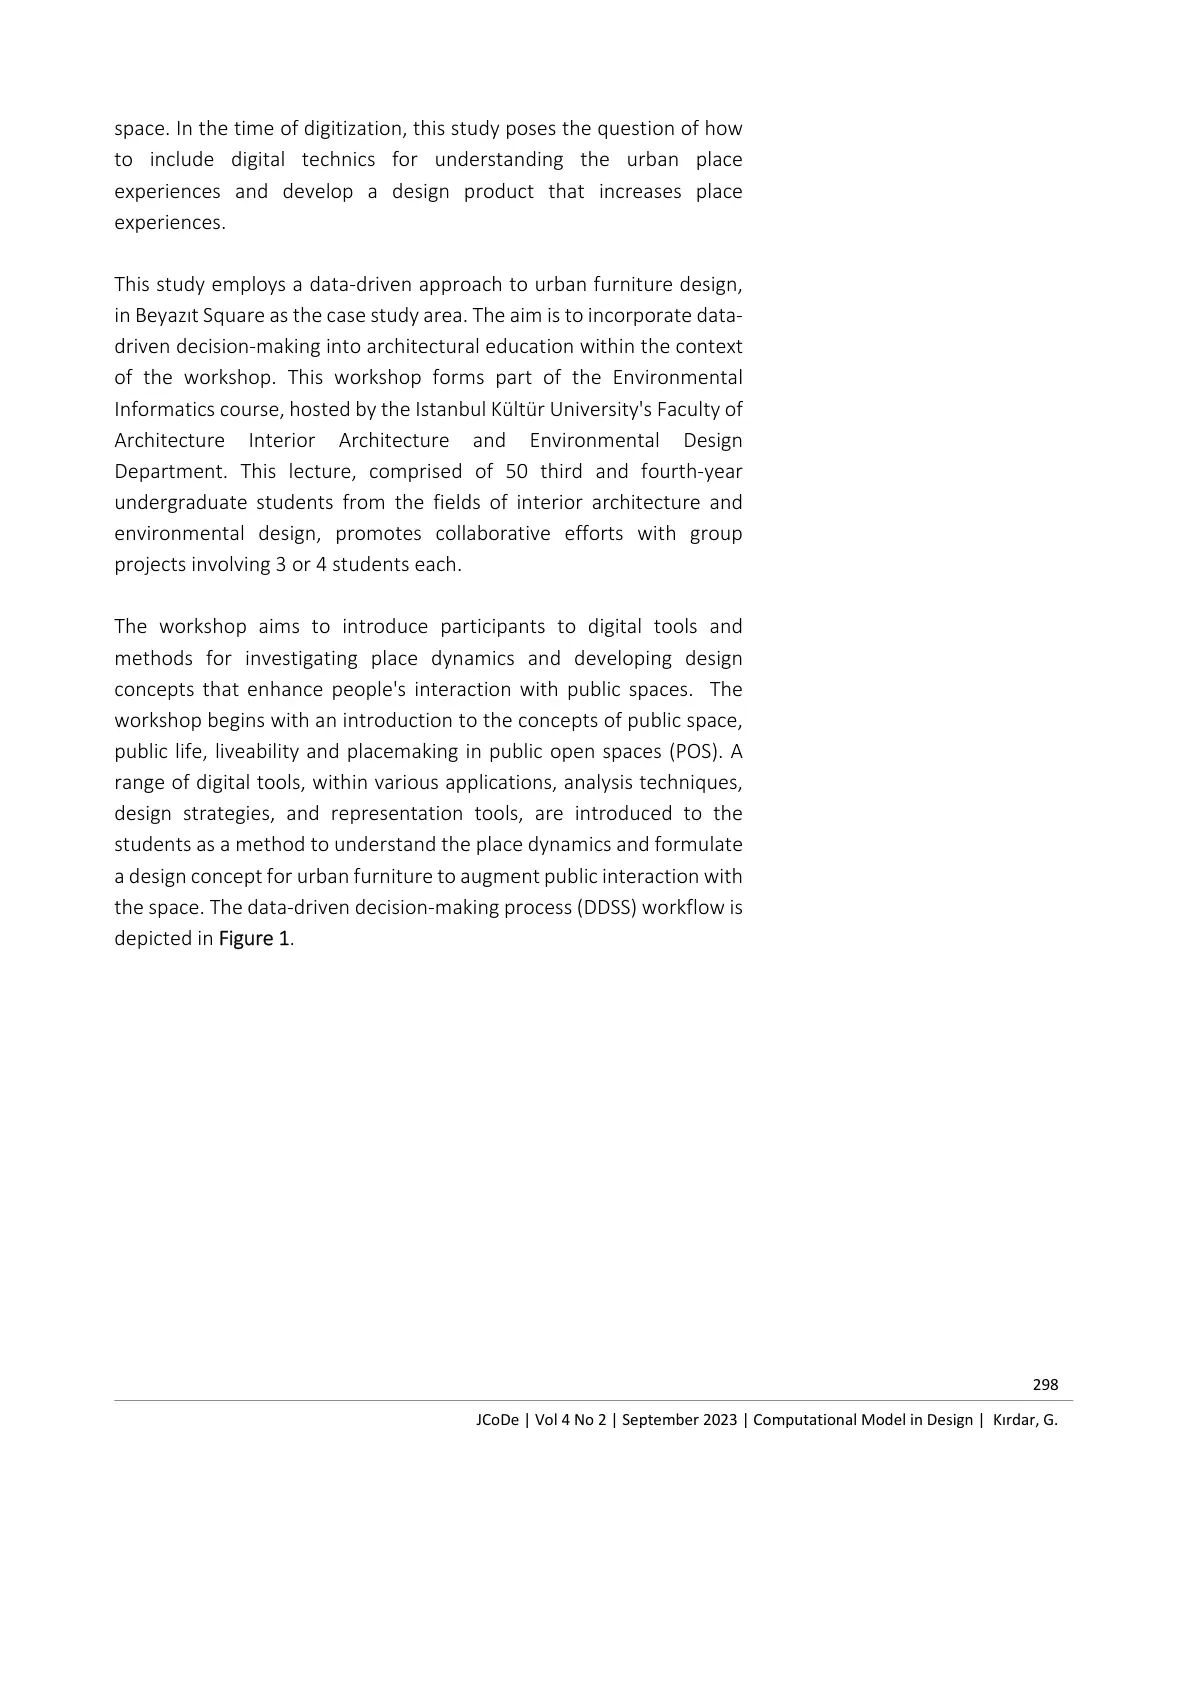 space. In the time of digitization, this study poses the question of how
to include digital technics for understanding the urban place
experiences and develop a design product that increases place
experiences.
This study employs a data-driven approach to urban furniture design,
in Beyazıt Square as the case study area. The aim is to incorporate data-
driven decision-making into architectural education within the context
of the workshop. This workshop forms part of the Environmental
Informatics course, hosted by the Istanbul Kültür University's Faculty of
Architecture Interior Architecture and Environmental Design
Department. This lecture, comprised of 50 third and fourth-year
undergraduate students from the fields of interior architecture and
environmental design, promotes collaborative efforts with group
projects involving 3 or 4 students each.
The workshop aims to introduce participants to digital tools and
methods for investigating place dynamics and developing design
concepts that enhance people's interaction with public spaces.  The
workshop begins with an introduction to the concepts of public space,
public life, liveability and placemaking in public open spaces (POS). A
range of digital tools, within various applications, analysis techniques,
design strategies, and representation tools, are introduced to the
students as a method to understand the place dynamics and formulate
a design concept for urban furniture to augment public interaction with
the space. The data-driven decision-making process (DDSS) workflow is
depicted in Figure 1.
298
JCoDe | Vol 4 No 2 | September 2023 | Computational Model in Design |  Kırdar, G.